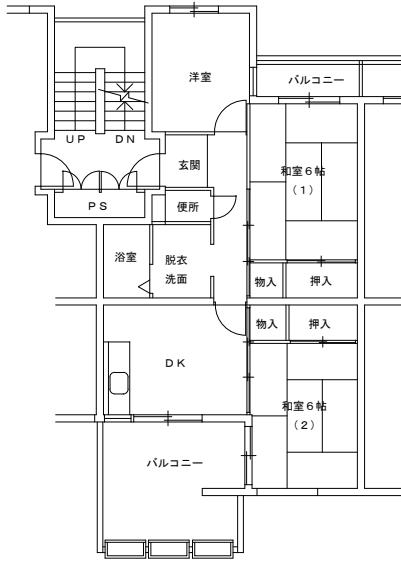 洋室
バルコニー
UP DN
玄関
和室6帖
(1)
PS
便所
浴室
脱衣
洗面
物入
押入
物入
押入
DK
和室6帖
(2)
バルコニー